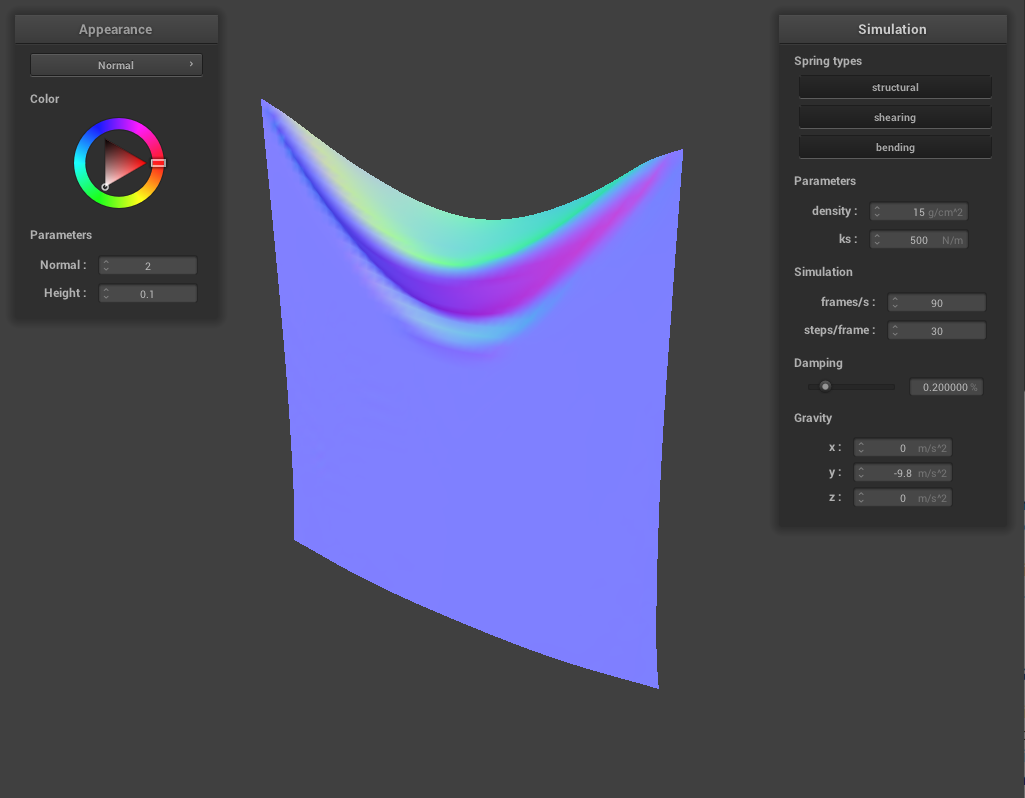 Appearance
Normal ›
Color
Parameters
Normal : 2
Height : 0.1
Simulation
Spring types
structural
shearing
bending
Parameters
density : 15 g/cm^2
ks : 500 N/m
Simulation
frames/s : 90
steps/frame : 30
Damping
0.200000 %
Gravity
x : 0 m/s^2
y : -9.8 m/s^2
z : 0 m/s^2